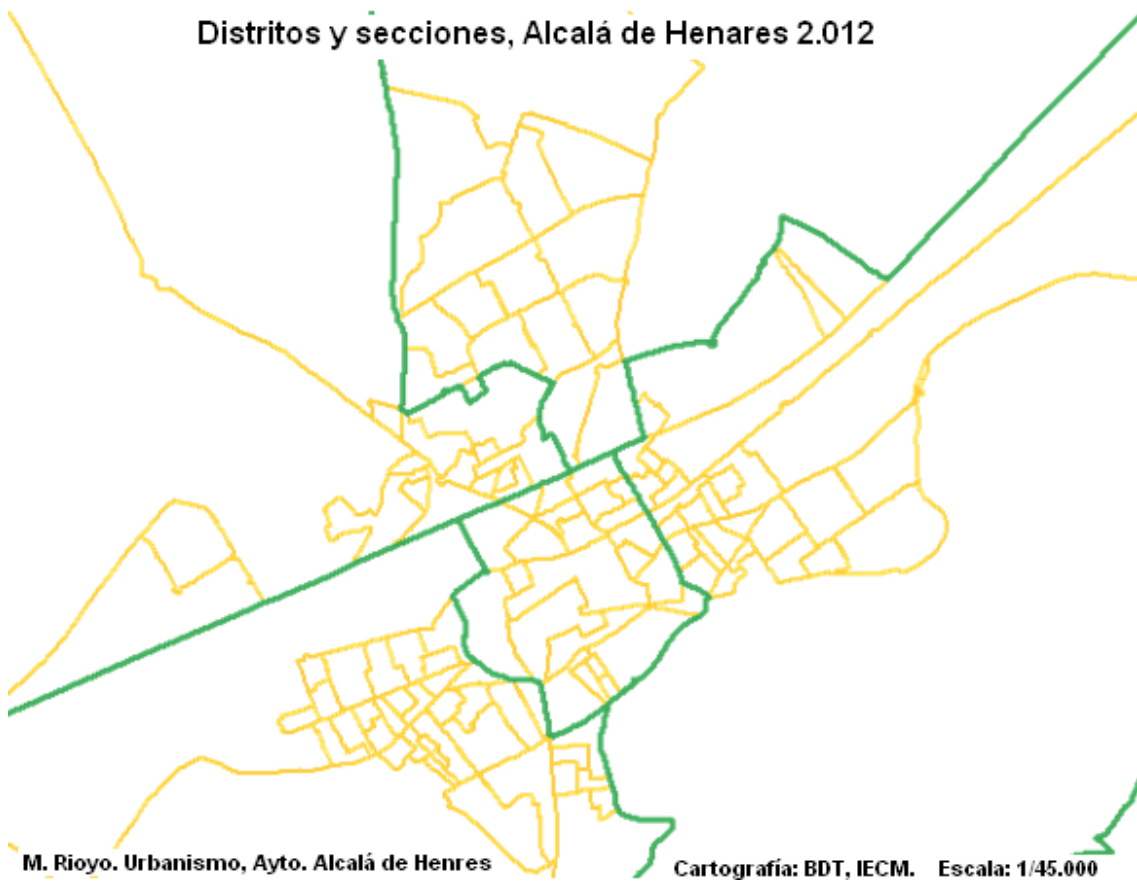 Distritos y secciones, Alcalá de Henares 2.012
M. Rioyo. Urbanismo, Ayto. Alcalá de Henres
Cartografía: BDT, IECM. Escala: 1/45.000